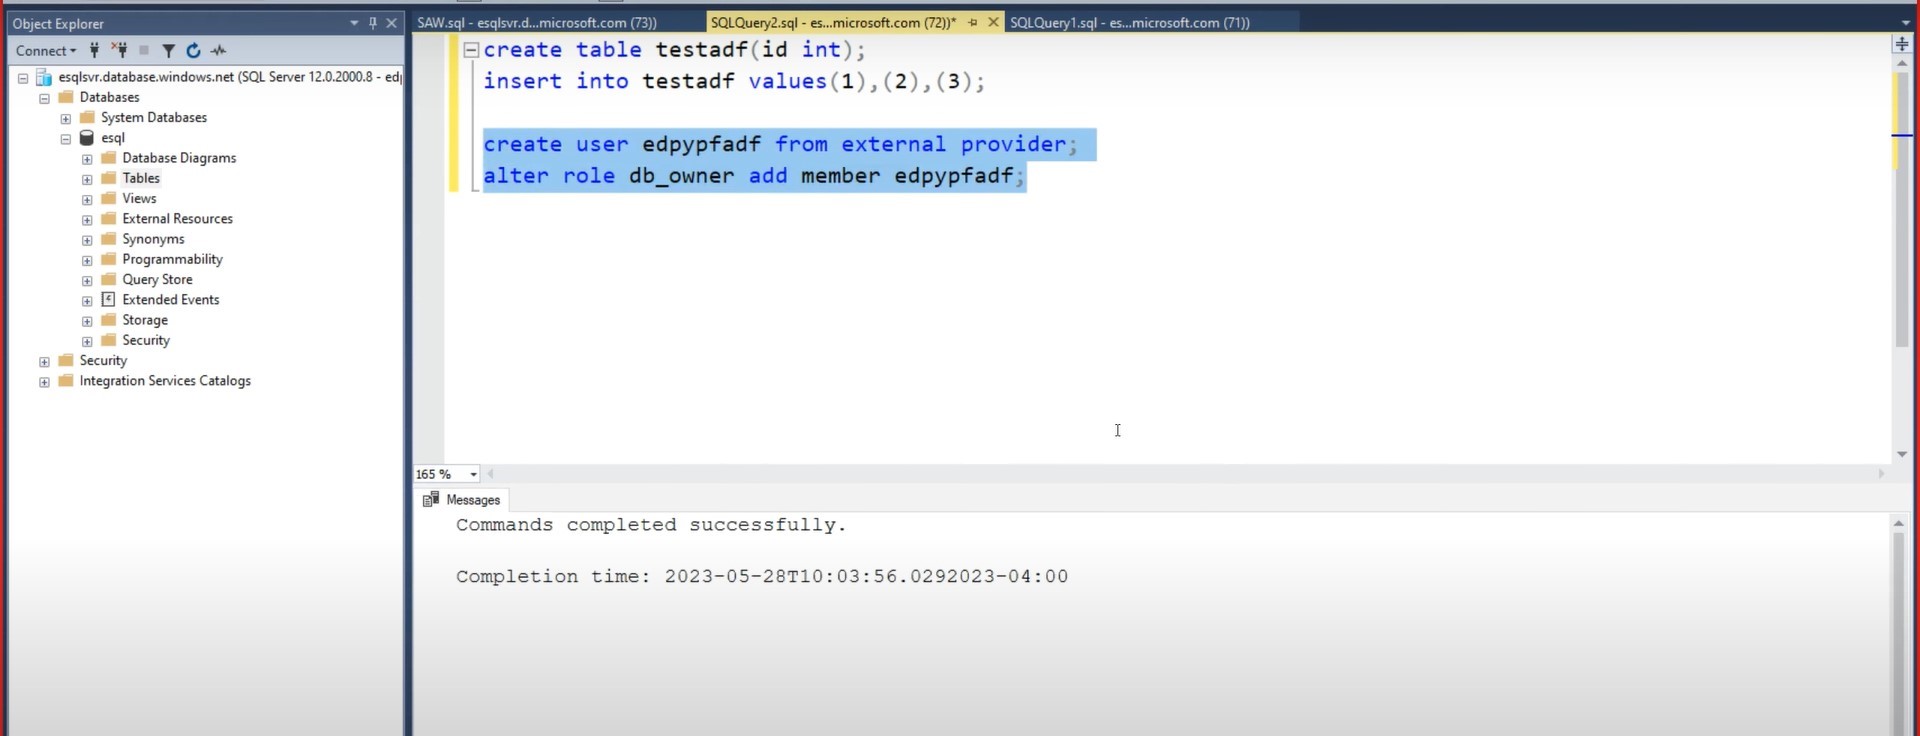 Object Explorer
Connect
esqlsvr.database.windows.net (SQL Server 12.0.2000.8 - edp
Databases
System Databases
esql
Database Diagrams
Tables
Views
External Resources
Synonyms
Programmability
Query Store
Extended Events
Storage
Security
Security
Integration Services Catalogs
SAW.sql - esqlsvr.d...microsoft.com (73))
SQLQuery2.sql - es...microsoft.com (72))*
SQLQuery1.sql - es...microsoft.com (71))
create table testadf(id int);
insert into testadf values(1),(2),(3);
create user edpypfadf from external provider;
alter role db_owner add member edpypfadf;
165 %
Messages
Commands completed successfully.
Completion time: 2023-05-28T10:03:56.0292023-04:00